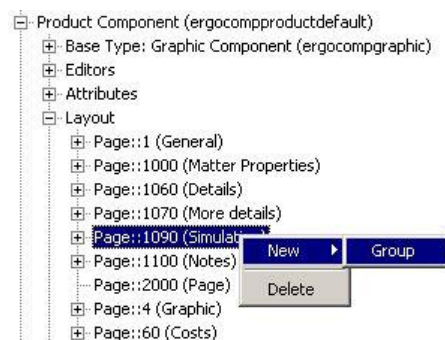 Product Component (ergocompproductdefault)
Base Type: Graphic Component (ergocompgraphic)
Editors
Attributes
Layout
Page::1 (General)
Page::1000 (Matter Properties)
Page::1060 (Details)
Page::1070 (More details)
Page::1090
New
Group
Page::1100 (Notes)
Page::2000 (Page)
Delete
Page::4 (Graphic)
Page::60 (Costs)